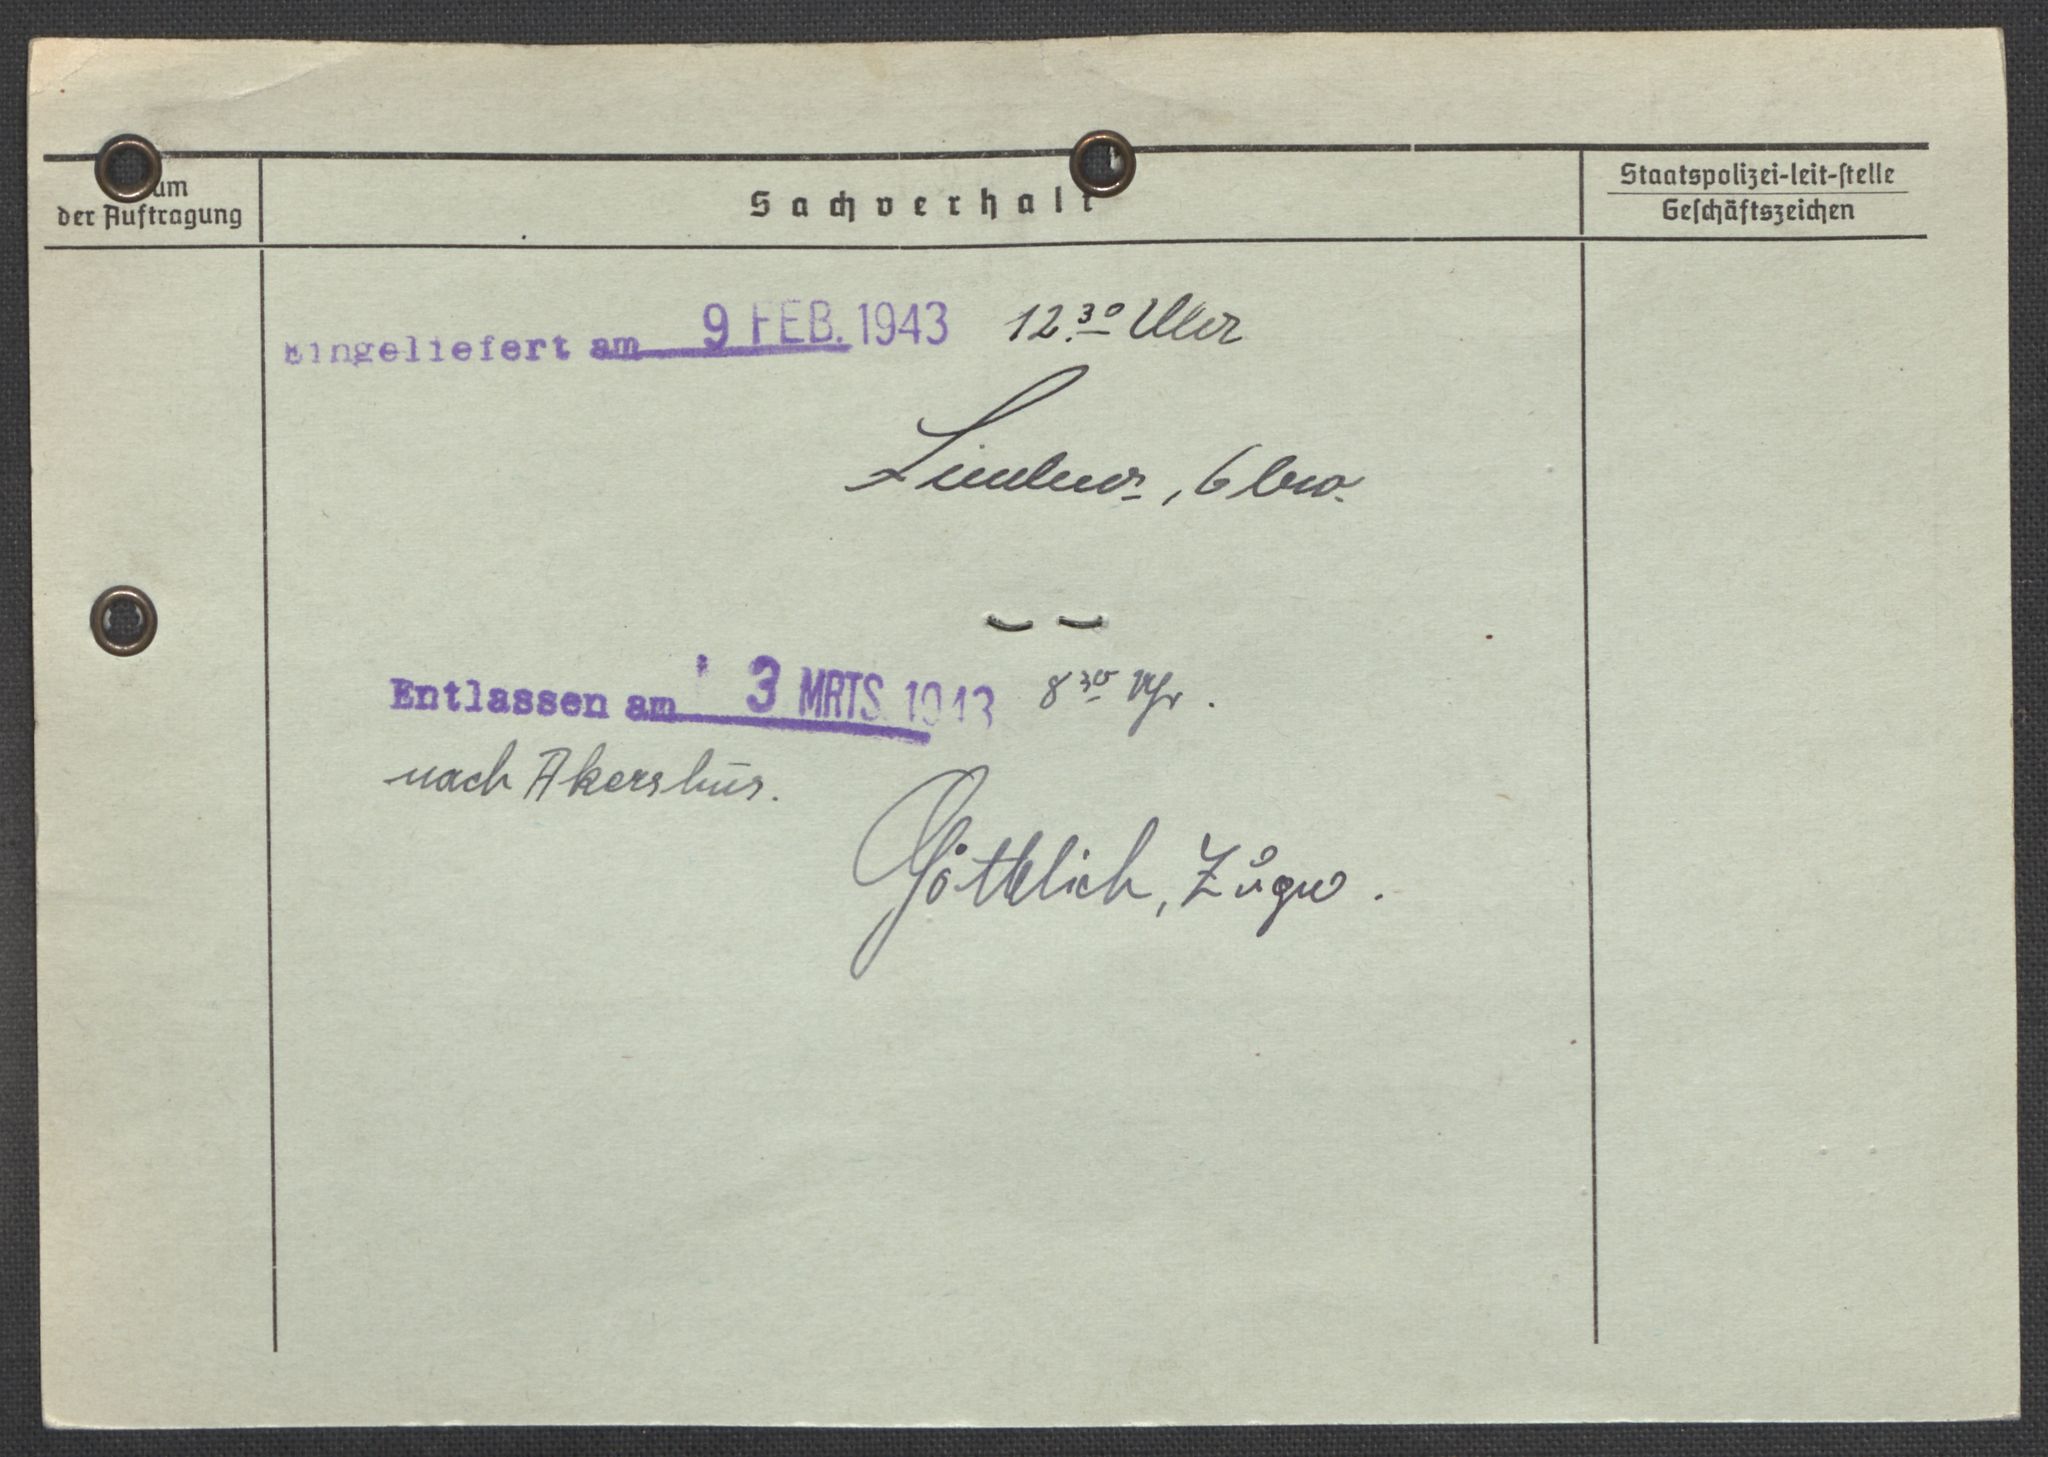 um
der Auftragung
Sachverhalt
Staatspolizei-leit-stelle
Geschäftszeichen
Eingeliefert am 9 FEB. 1943 12.30 Uhr
Entlassen am 3 MRTS 1943 8 30 Uhr.
nach Akershus.
Göttlich, Zugw.